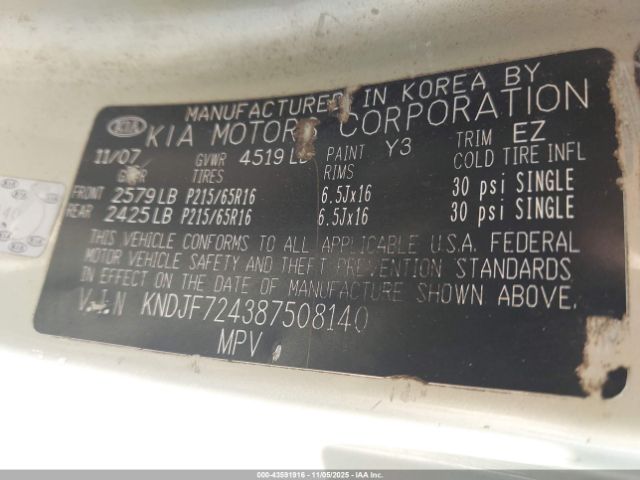 MANUFACTURED IN KOREA BY
KIA KIA MOTORS CORPORATION
11/07 GVWR 4519 LB PAINT Y3 TRIM EZ
TIRES RIMS COLD TIRE INFL
FRONT 2579 LB P215/65R16 6.5Jx16 30 psi SINGLE
REAR 2425 LB P215/65R16 6.5Jx16 30 psi SINGLE
THIS VEHICLE CONFORMS TO ALL APPLICABLE U.S.A. FEDERAL
MOTOR VEHICLE SAFETY AND THEFT PREVENTION STANDARDS
IN EFFECT ON THE DATE OF MANUFACTURE SHOWN ABOVE.
V.I.N KNDJF724387508140
MPV
000-43591916 - 11/05/2025 - IAAI.COM